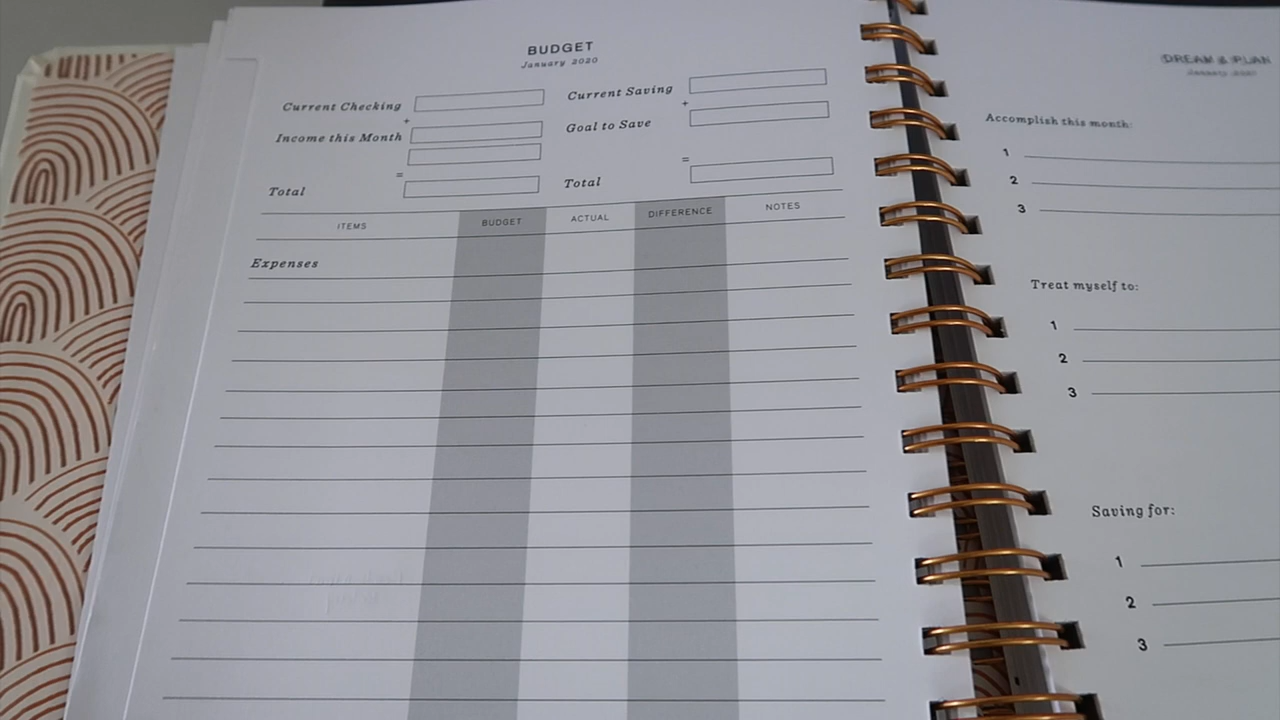 BUDGET
January 2020
Current Checking
+
Income this Month
=
Total
Current Saving
+
Goal to Save
=
Total
ITEMS BUDGET ACTUAL DIFFERENCE NOTES
Expenses
DREAM & PLAN
Accomplish this month:
1
2
3
Treat myself to:
1
2
3
Saving for:
1
2
3